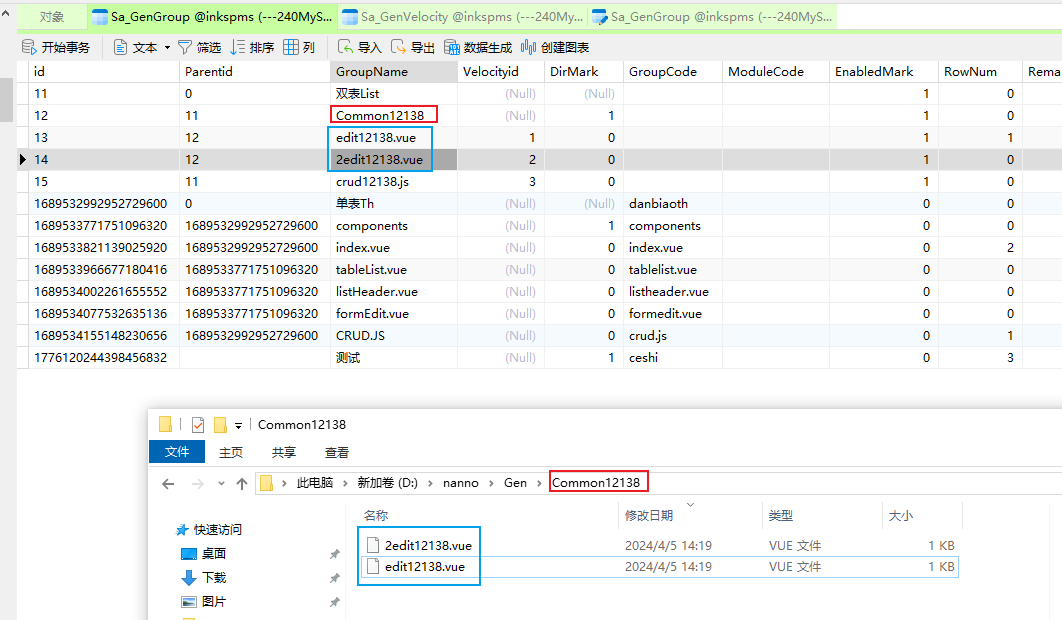 对象 Sa_GenGroup @inkspms (---240MyS... Sa_GenVelocity @inkspms (---240My... Sa_GenGroup @inkspms (---240MyS...
开始事务 文本 筛选 排序 列 导入 导出 数据生成 创建图表
id Parentid GroupName Velocityid DirMark GroupCode ModuleCode EnabledMark RowNum Rema
11 0 双表List (Null) (Null) 1 0
12 11 Common12138 (Null) 1 1 0
13 12 edit12138.vue 1 0 1 1
14 12 2edit12138.vue 2 0 1 0
15 11 crud12138.js 3 0 1 0
1689532992952729600 0 单表Th (Null) (Null) danbiaoth 0 0
1689533771751096320 1689532992952729600 components (Null) 1 components 0 0
1689533821139025920 1689532992952729600 index.vue (Null) 0 index.vue 0 2
1689533966677180416 1689533771751096320 tableList.vue (Null) 0 tablelist.vue 0 0
1689534002261655552 1689533771751096320 listHeader.vue (Null) 0 listheader.vue 0 0
1689534077532635136 1689533771751096320 formEdit.vue (Null) 0 formedit.vue 0 0
1689534155148230656 1689532992952729600 CRUD.JS (Null) 0 crud.js 0 1
1776120244398456832 测试 (Null) 1 ceshi 0 3
Common12138
文件 主页 共享 查看
此电脑 新加卷 (D:) nanno Gen Common12138
名称 修改日期 类型 大小
快速访问
桌面
下载
图片
2edit12138.vue 2024/4/5 14:19 VUE 文件 1 KB
edit12138.vue 2024/4/5 14:19 VUE 文件 1 KB